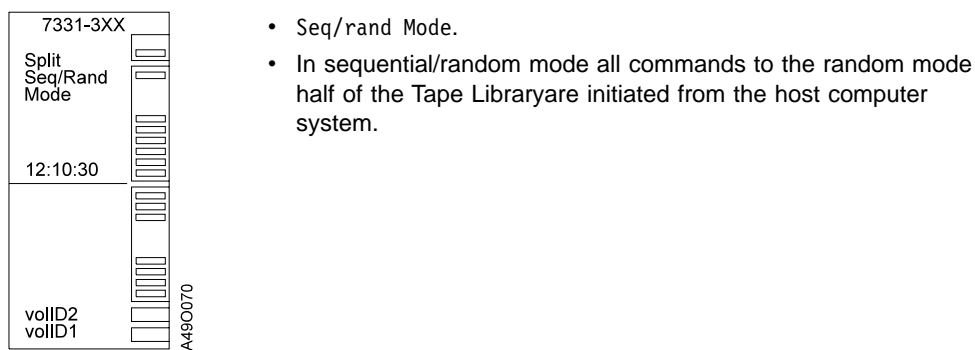 7331-3XX
Split
Seq/Rand
Mode
12:10:30
volID2
volID1
A49O070
• Seq/rand Mode.
• In sequential/random mode all commands to the random mode
half of the Tape Libraryare initiated from the host computer
system.